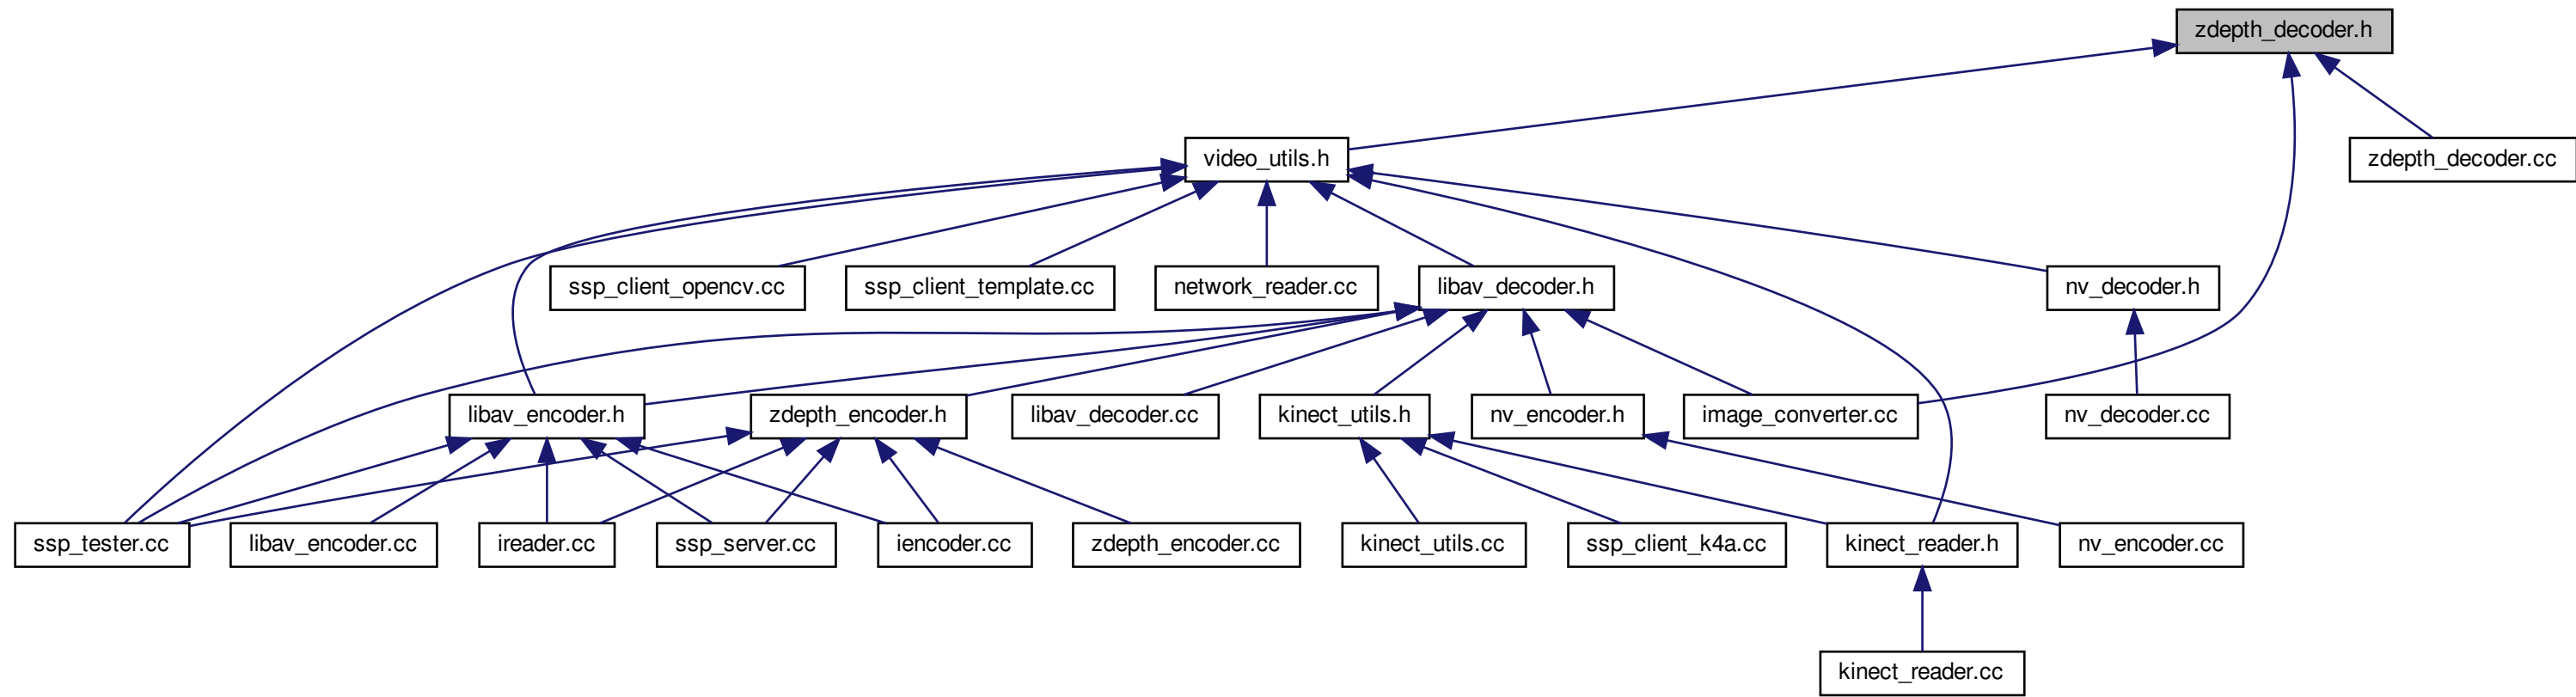 zdepth_decoder.h
video_utils.h
zdepth_decoder.cc
ssp_client_opencv.cc
ssp_client_template.cc
network_reader.cc
libav_decoder.h
nv_decoder.h
libav_encoder.h
zdepth_encoder.h
libav_decoder.cc
kinect_utils.h
nv_encoder.h
image_converter.cc
nv_decoder.cc
ssp_tester.cc
libav_encoder.cc
ireader.cc
ssp_server.cc
iencoder.cc
zdepth_encoder.cc
kinect_utils.cc
ssp_client_k4a.cc
kinect_reader.h
nv_encoder.cc
kinect_reader.cc